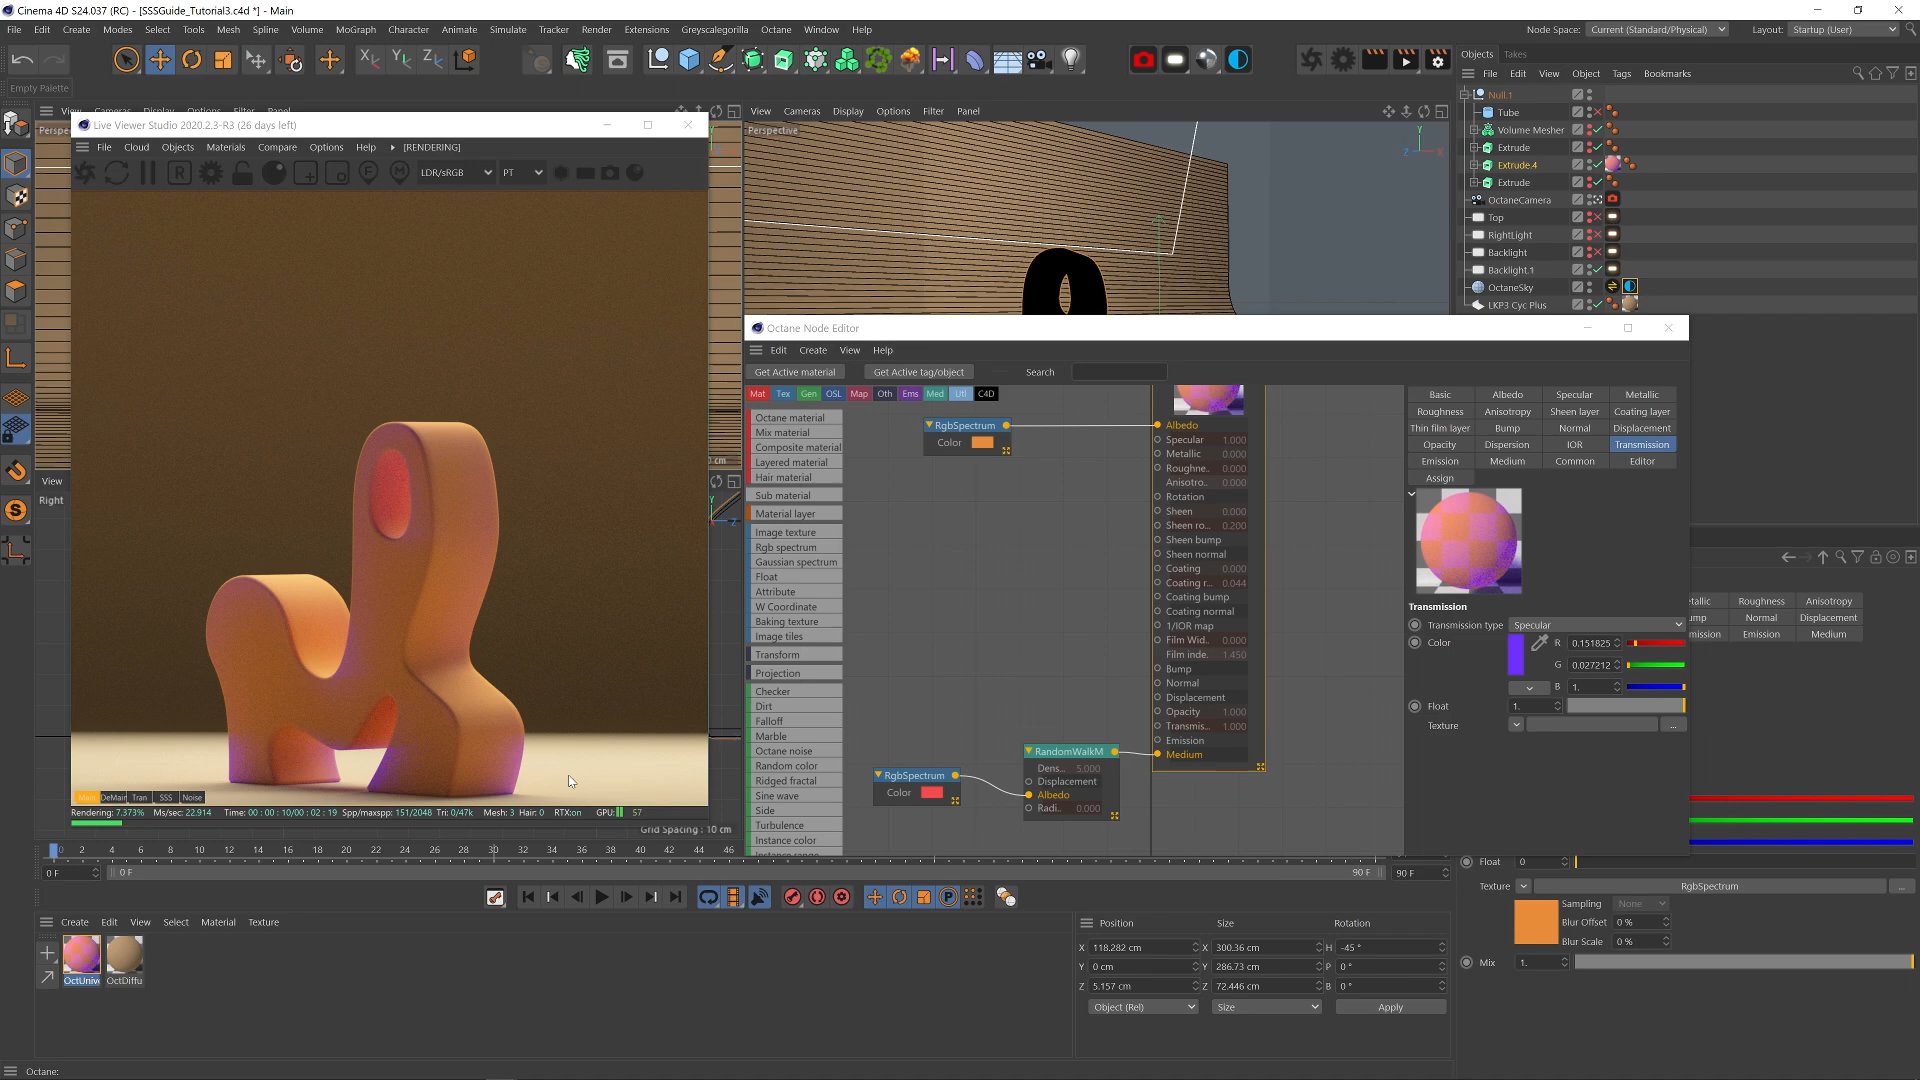 Cinema 4D S24.037 (RC) - [SSSGuide_Tutorial3.c4d *] - Main
File Edit Create Modes Select Tools Mesh Spline Volume MoGraph Character Animate Simulate Tracker Render Extensions Greyscalegorilla Octane Window Help
Node Space: Current (Standard/Physical) Layout: Startup (User)
Empty Palette
Objects Takes
File Edit View Object Tags Bookmarks
Null.1
Tube
Volume Mesher
Extrude
Extrude.4
Extrude
OctaneCamera
Top
RightLight
Backlight
Backlight.1
OctaneSky
LKP3 Cyc Plus
View Cameras Display Options Filter Panel
Perspective
Live Viewer Studio 2020.2.3-R3 (26 days left)
File Cloud Objects Materials Compare Options Help [RENDERING]
LDR/sRGB PT
Main DeMain Tran SSS Noise
Rendering: 7.373% Ms/sec: 22.914 Time: 00 : 00 : 10/00 : 02 : 19 Spp/maxspp: 151/2048 Tri: 0/47k Mesh: 3 Hair: 0 RTX:on GPU: 57
Grid Spacing : 10 cm
View
Right
Octane Node Editor
Edit Create View Help
Get Active material Get Active tag/object Search
Mat Tex Gen OSL Map Oth Ems Med Utl C4D
Octane material
Mix material
Composite material
Layered material
Hair material
Sub material
Material layer
Image texture
Rgb spectrum
Gaussian spectrum
Float
Attribute
W Coordinate
Baking texture
Image tiles
Transform
Projection
Checker
Dirt
Falloff
Marble
Octane noise
Random color
Ridged fractal
Sine wave
Side
Turbulence
Instance color
RgbSpectrum
Color
RgbSpectrum
Color
RandomWalkM
Dens... 5.000
Displacement
Albedo
Radi.. 0.000
Albedo
Specular 1.000
Metallic 0.000
Roughne.. 0.000
Anisotro.. 0.000
Rotation
Sheen 0.000
Sheen ro... 0.200
Sheen bump
Sheen normal
Coating 0.000
Coating r... 0.044
Coating bump
Coating normal
1/IOR map
Film Wid.. 0.000
Film inde. 1.450
Bump
Normal
Displacement
Opacity 1.000
Transmis... 1.000
Emission
Medium
Basic Albedo Specular Metallic
Roughness Anisotropy Sheen layer Coating layer
Thin film layer Bump Normal Displacement
Opacity Dispersion IOR Transmission
Emission Medium Common Editor
Assign
Transmission
Transmission type Specular
Color R 0.151825
G 0.027212
B 1.
Float 1.
Texture ...
Roughness Anisotropy
Normal Displacement
Emission Medium
Float 0
Texture RgbSpectrum ...
Sampling None
Blur Offset 0 %
Blur Scale 0 %
Mix 1.
0 2 4 6 8 10 12 14 16 18 20 22 24 26 28 30 32 34 36 38 40 42 44 46
0 F 0 F 90 F 90 F
Create Edit View Select Material Texture
OctUnive OctDiffu
Position Size Rotation
X 118.282 cm X 300.36 cm H -45 °
Y 0 cm Y 286.73 cm P 0 °
Z 5.157 cm Z 72.446 cm B 0 °
Object (Rel) Size Apply
Octane: